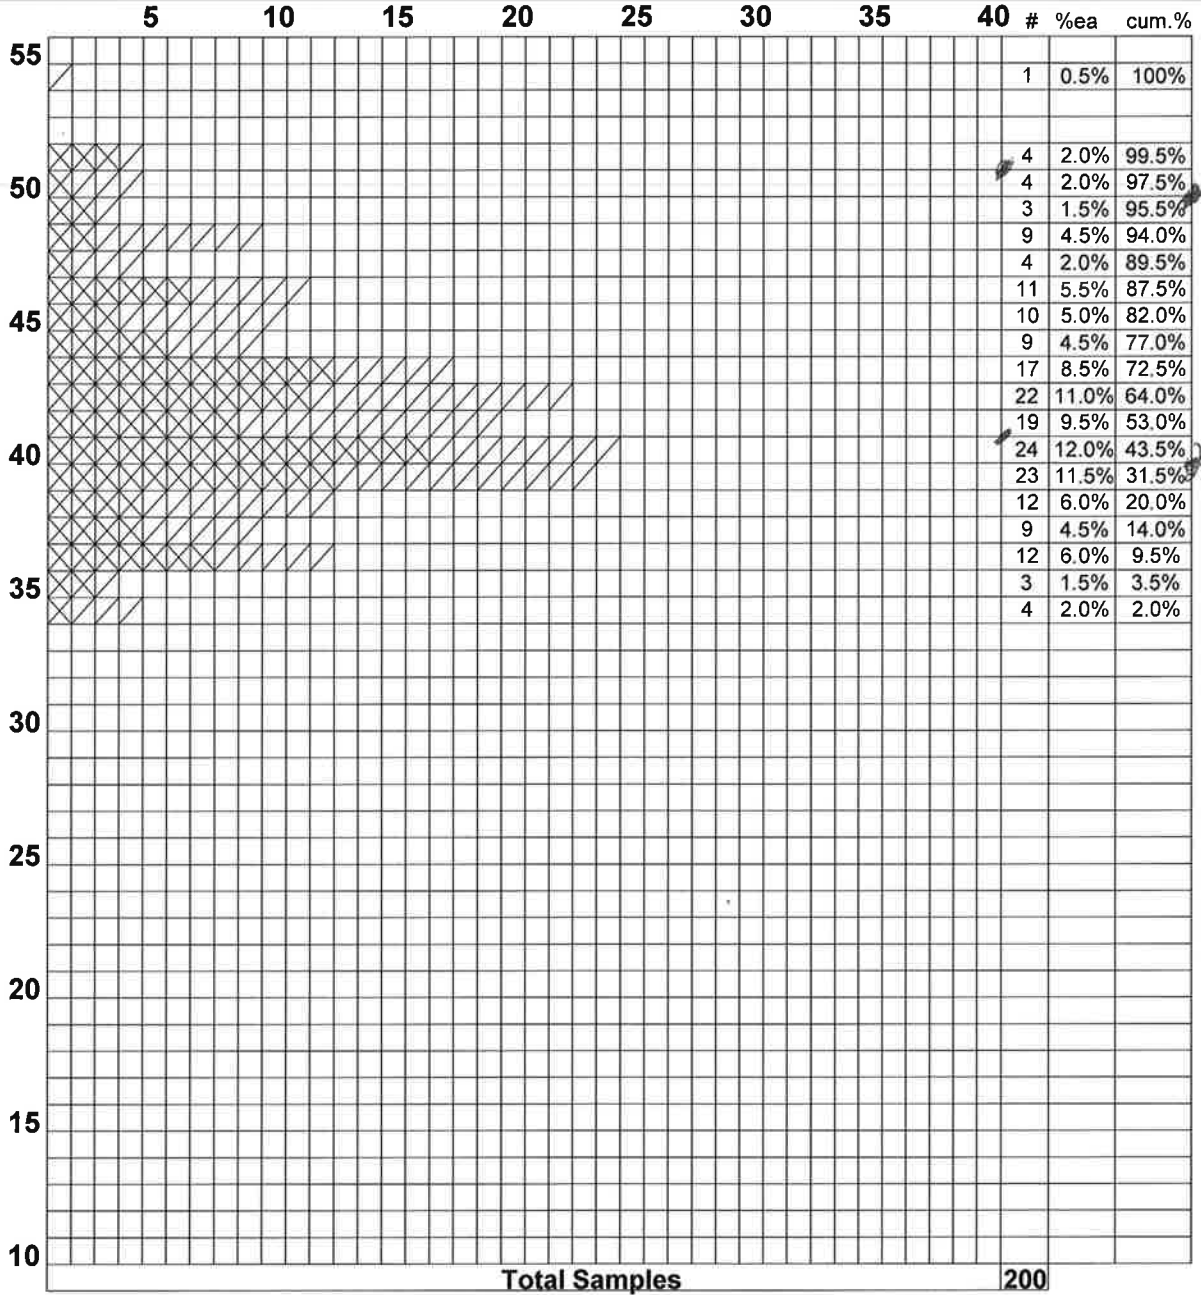 5 10 15 20 25 30 35 40 # %ea cum.%
55
1 0.5% 100%
4 2.0% 99.5%
50 4 2.0% 97.5%
3 1.5% 95.5%
9 4.5% 94.0%
4 2.0% 89.5%
11 5.5% 87.5%
45 10 5.0% 82.0%
9 4.5% 77.0%
17 8.5% 72.5%
22 11.0% 64.0%
19 9.5% 53.0%
40 24 12.0% 43.5%
23 11.5% 31.5%
12 6.0% 20.0%
9 4.5% 14.0%
12 6.0% 9.5%
35 3 1.5% 3.5%
4 2.0% 2.0%
30
25
20
15
10
Total Samples 200